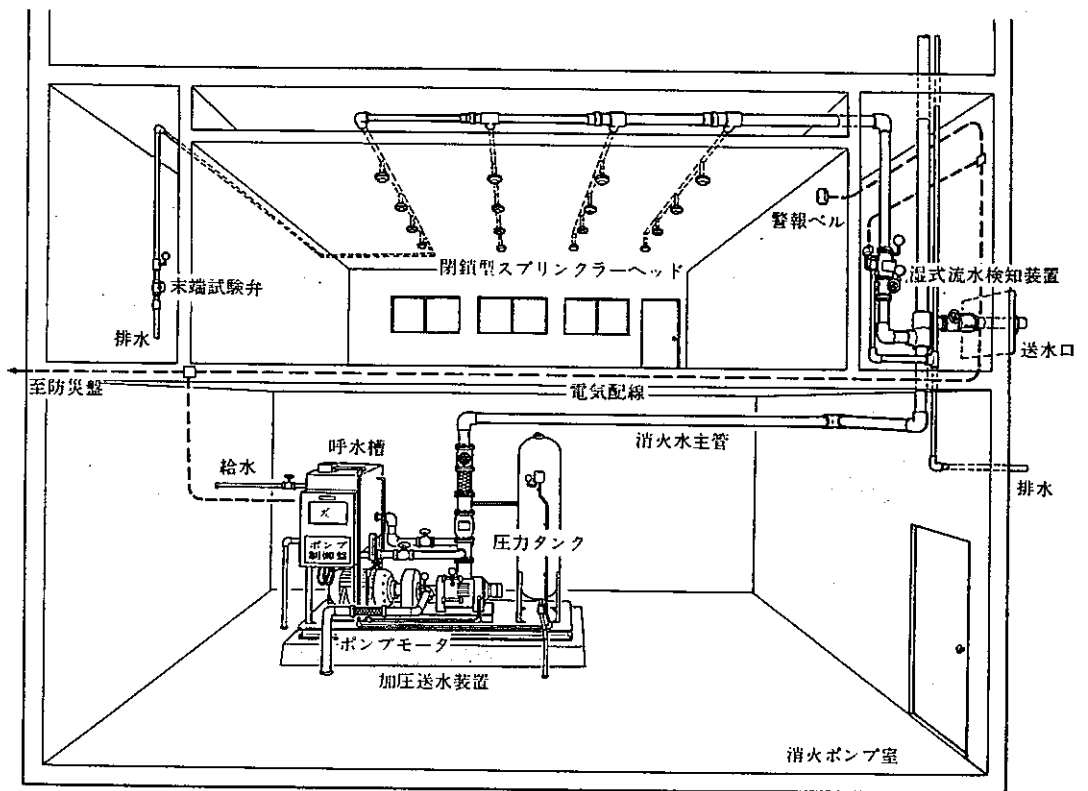 警報ベル
閉鎖型スプリンクラーヘッド
湿式流水検知装置
末端試験弁
排水
送水口
至防災盤
電気配線
消火水主管
呼水槽
給水
排水
圧力タンク
ポンプ
制御盤
ポンプモータ
加圧送水装置
消火ポンプ室